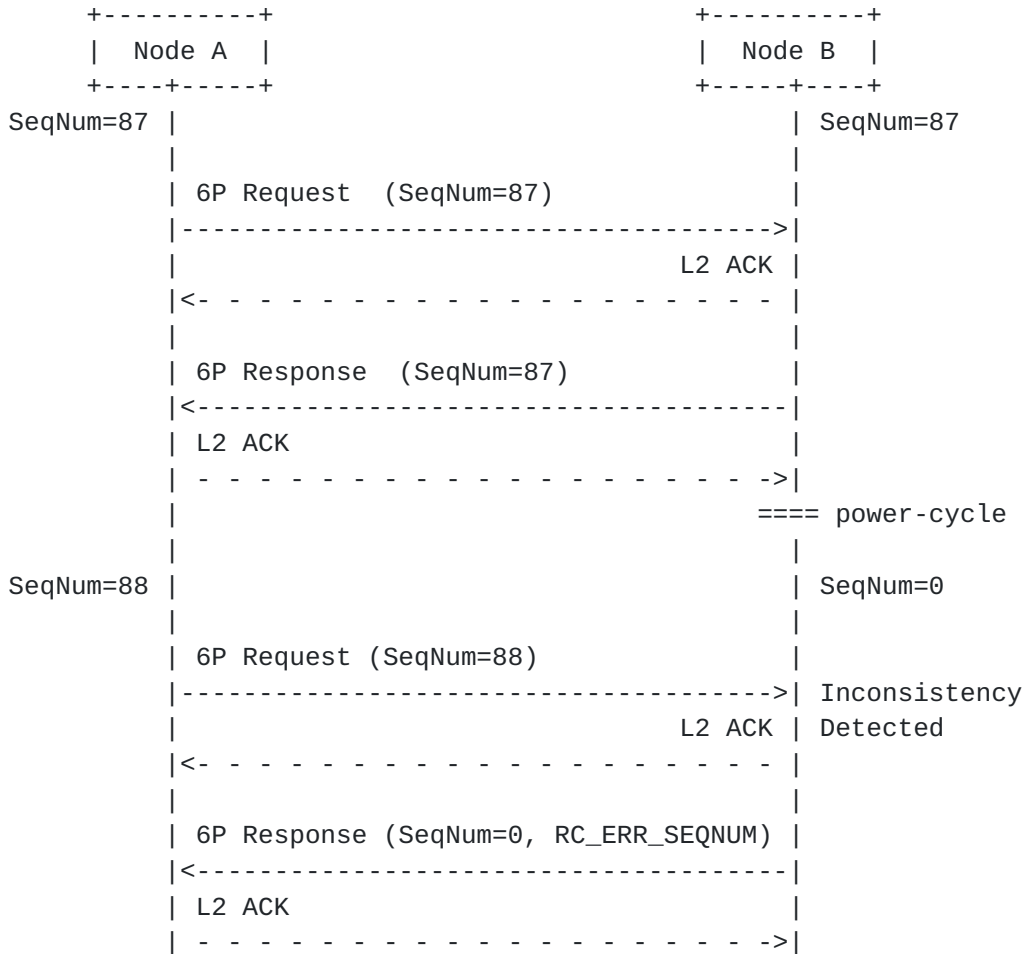 +----------+                           +----------+
|  Node A  |                           |  Node B  |
+----+-----+                           +-----+----+
SeqNum=87 |                                       | SeqNum=87
|                                       |
| 6P Request  (SeqNum=87)               |
|-------------------------------------->|
|                                L2 ACK |
|<- - - - - - - - - - - - - - - - - - - |
|                                       |
| 6P Response  (SeqNum=87)              |
|<--------------------------------------|
| L2 ACK                                |
| - - - - - - - - - - - - - - - - - - ->|
|                                     ==== power-cycle
|                                       |
SeqNum=88 |                                       | SeqNum=0
|                                       |
| 6P Request (SeqNum=88)                |
|-------------------------------------->| Inconsistency
|                                L2 ACK | Detected
|<- - - - - - - - - - - - - - - - - - - |
|                                       |
| 6P Response (SeqNum=0, RC_ERR_SEQNUM) |
|<--------------------------------------|
| L2 ACK                                |
| - - - - - - - - - - - - - - - - - - ->|